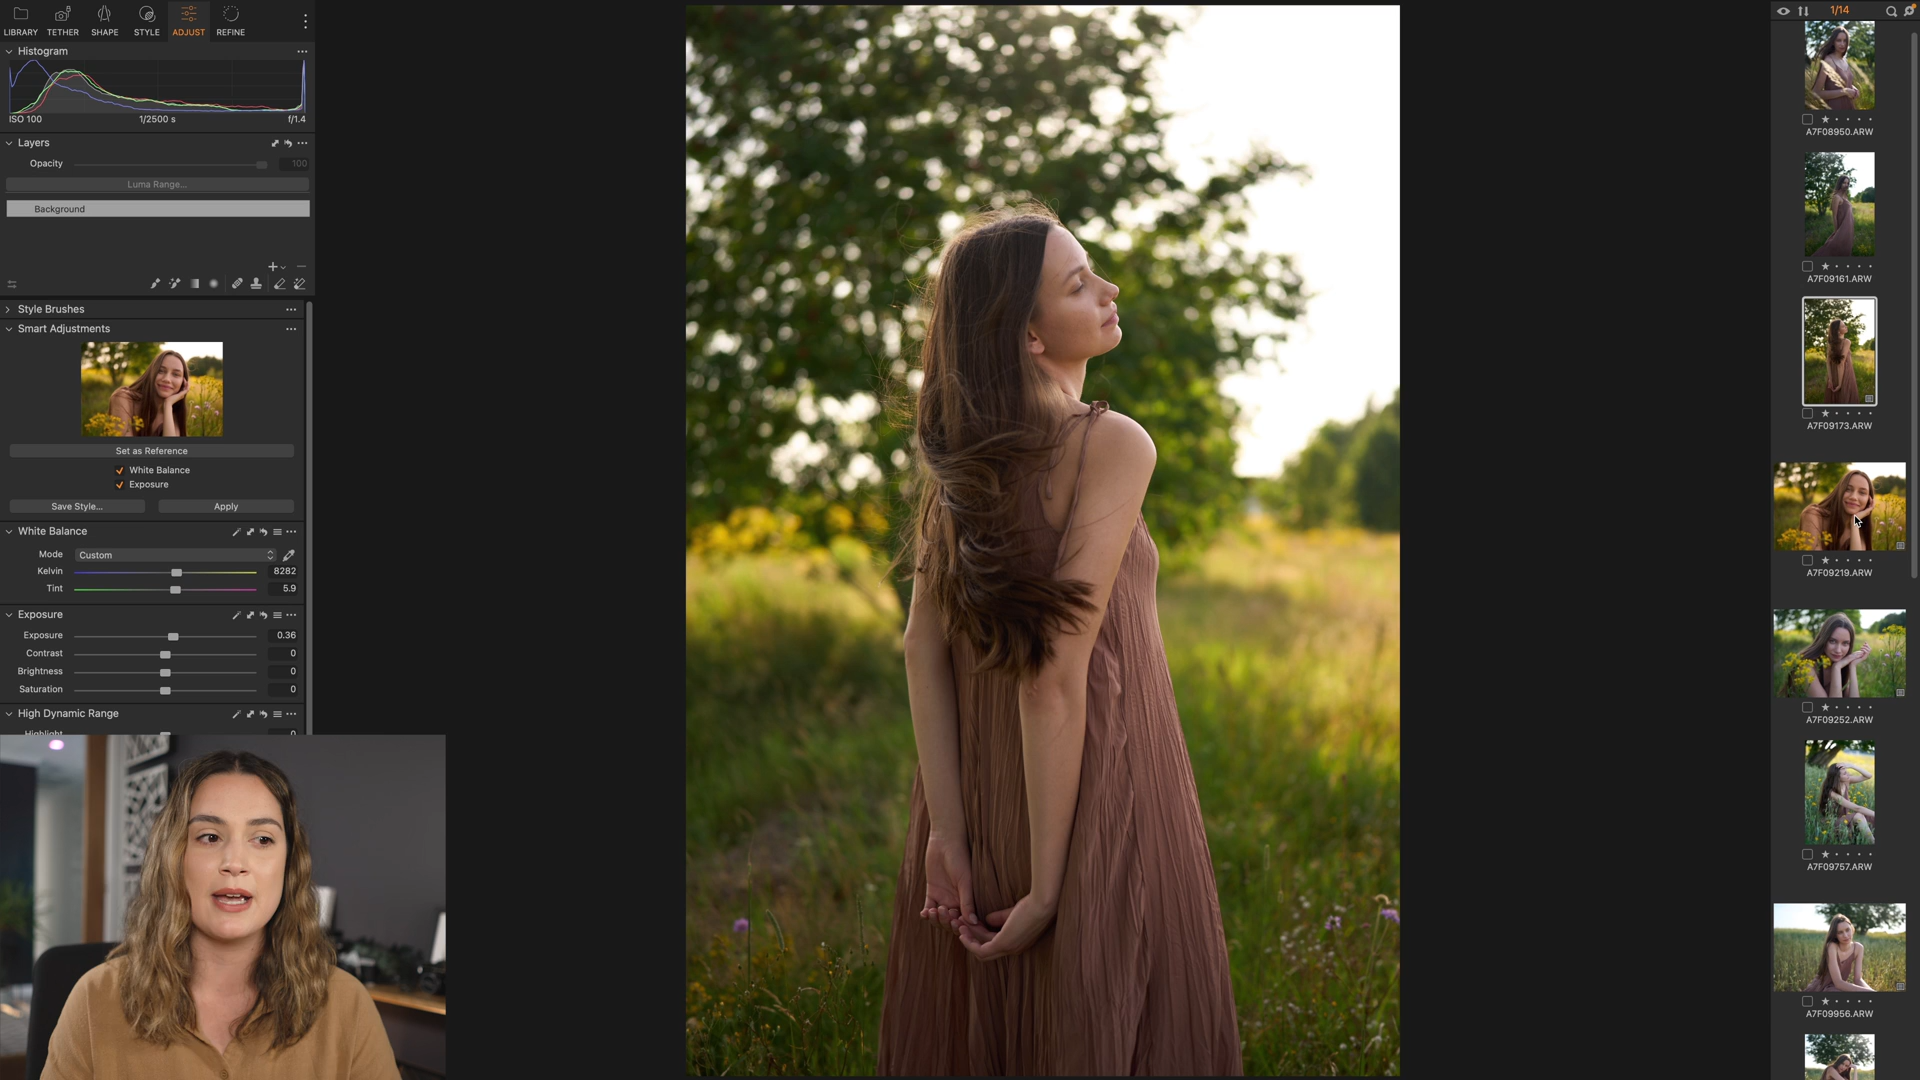 LIBRARY TETHER SHAPE STYLE ADJUST REFINE
Histogram
ISO 100 1/2500 s f/1.4
Layers
Opacity 100
Luma Range...
Background
Style Brushes
Smart Adjustments
Set as Reference
White Balance
Exposure
Save Style... Apply
White Balance
Mode Custom
Kelvin 8282
Tint 5.9
Exposure
Exposure 0.36
Contrast 0
Brightness 0
Saturation 0
High Dynamic Range
Highlight 0
1/14
A7F08950.ARW
A7F09161.ARW
A7F09173.ARW
A7F09219.ARW
A7F09252.ARW
A7F09757.ARW
A7F09956.ARW